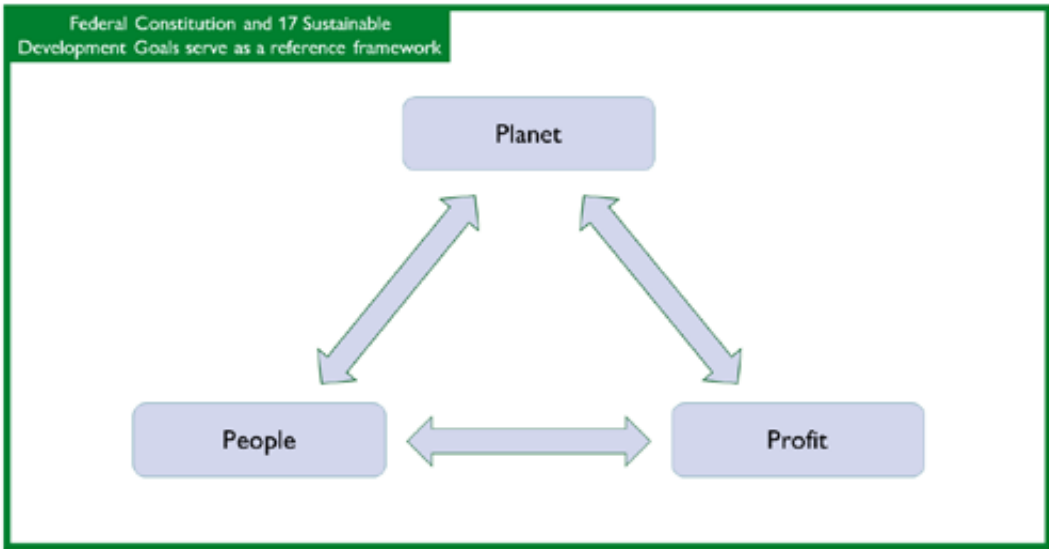 Federal Constitution and 17 Sustainable
Development Goals serve as a reference framework
Planet
People
Profit